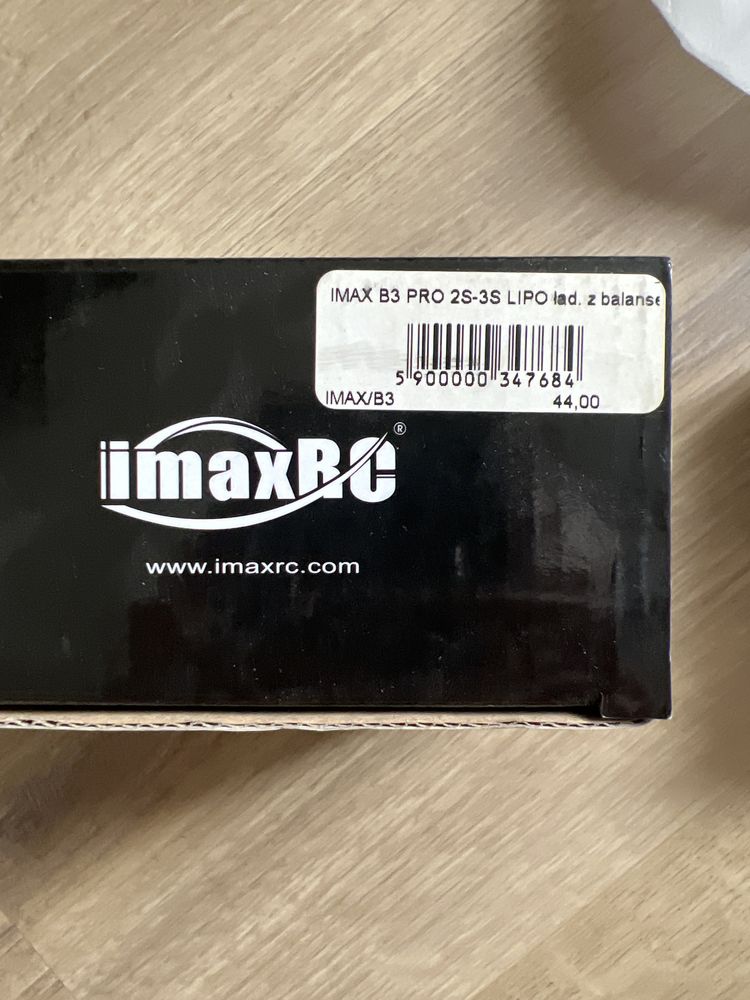 IMAX B3 PRO 2S-3S LIPO ład. z balanse
5 900000 347684
IMAX/B3 44,00
imaxRC®
www.imaxrc.com